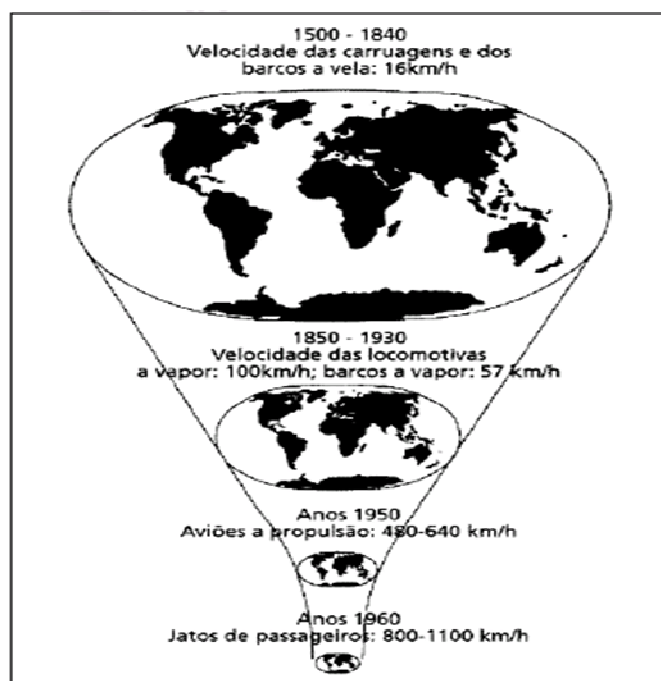 1500 - 1840
Velocidade das carruagens e dos
barcos a vela: 16km/h
1850 - 1930
Velocidade das locomotivas
a vapor: 100km/h; barcos a vapor: 57 km/h
Anos 1950
Aviões a propulsão: 480-640 km/h
Anos 1960
Jatos de passageiros: 800-1100 km/h